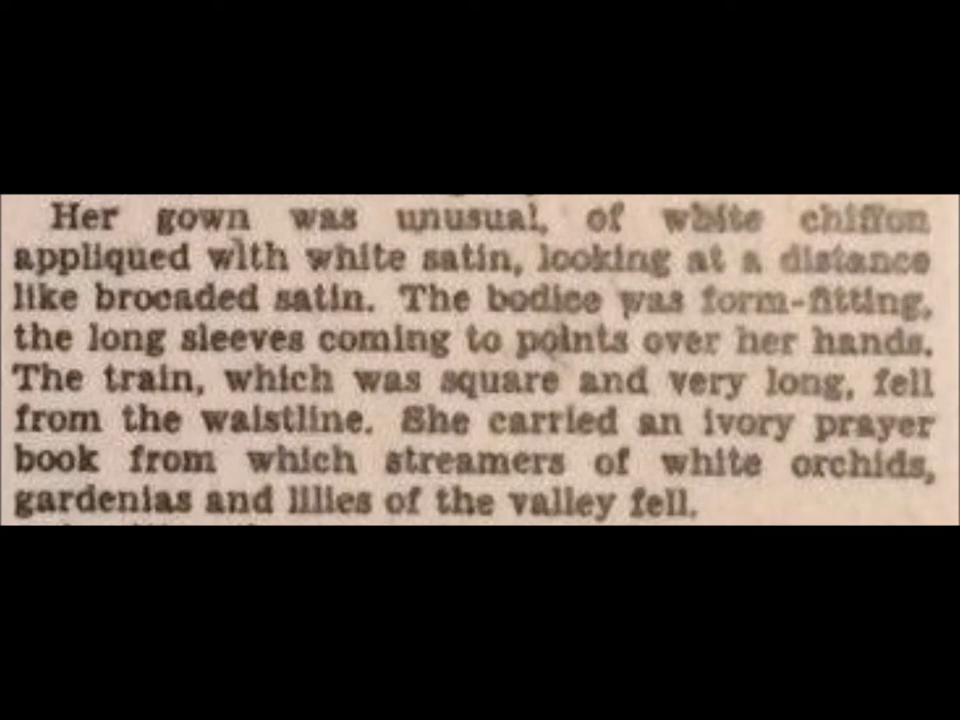 Her gown was unusual, of white chiffon
appliqued with white satin, looking at a distance
like brocaded satin. The bodice was form-fitting,
the long sleeves coming to points over her hands.
The train, which was square and very long, fell
from the waistline. She carried an ivory prayer
book from which streamers of white orchids,
gardenias and lilies of the valley fell.